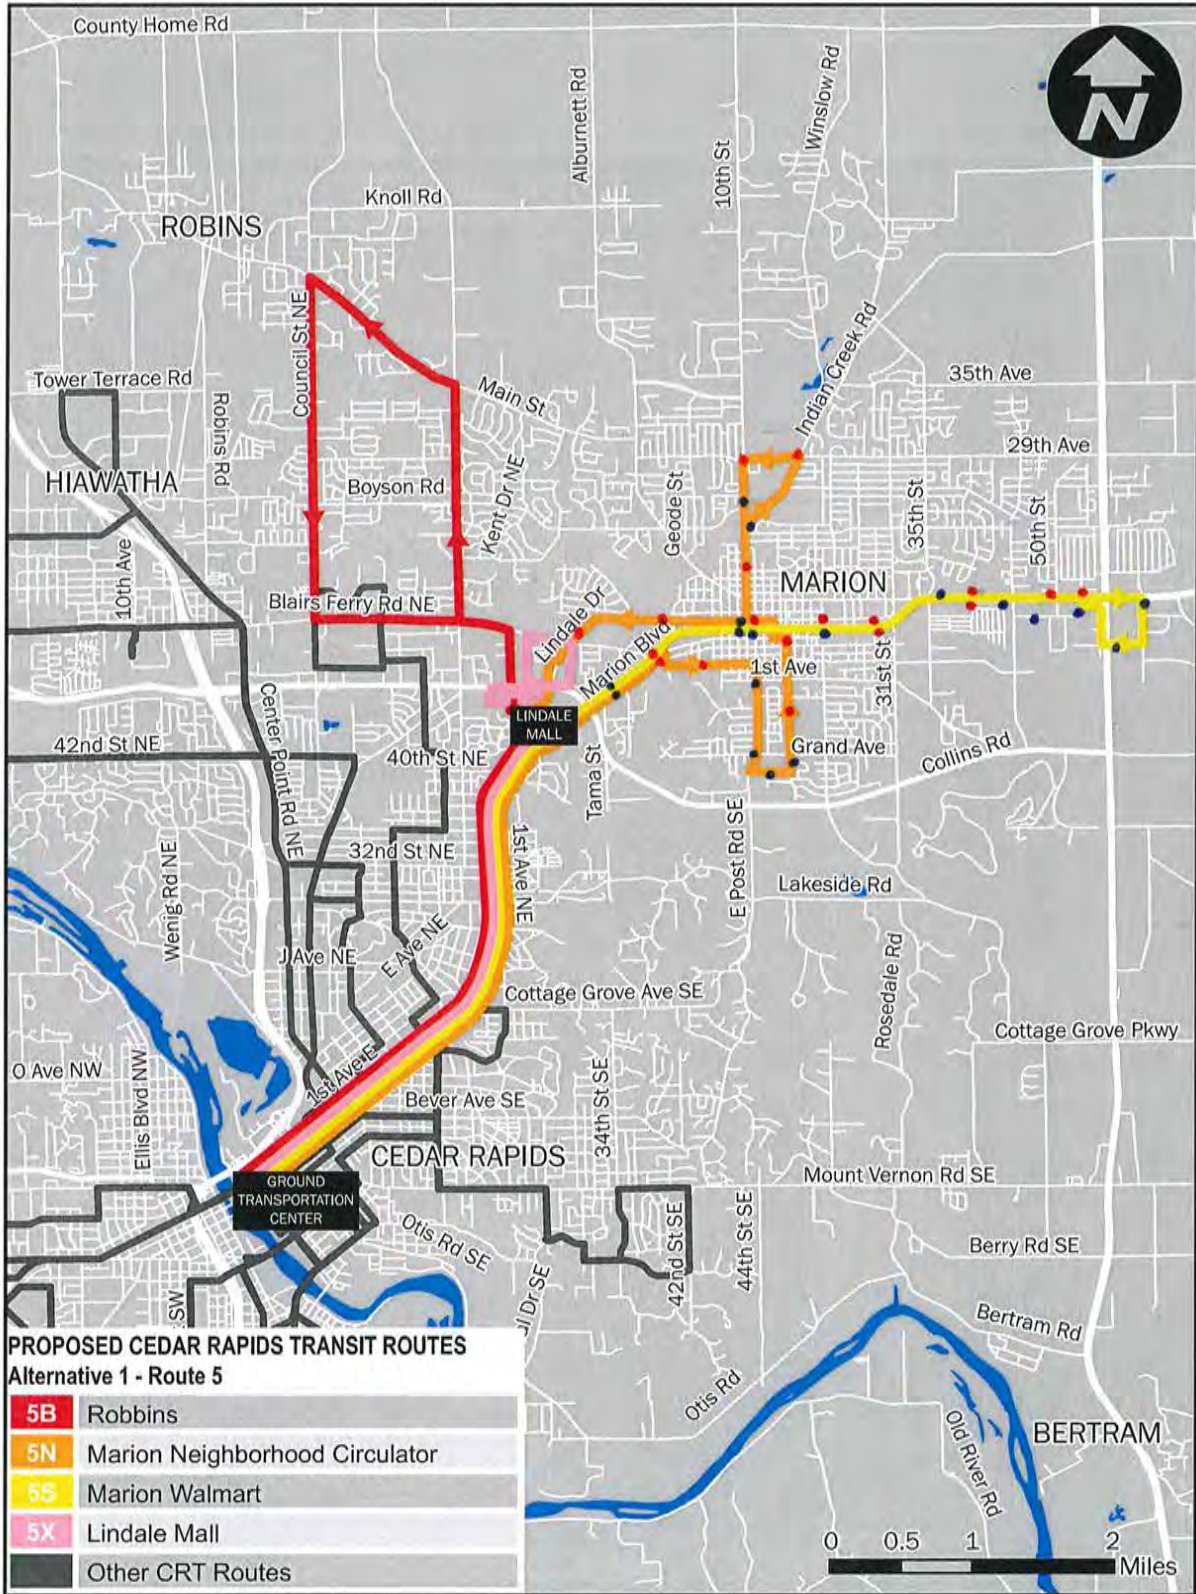 County Home Rd
N
Alburnett Rd
Winslow Rd
10th St
Knoll Rd
ROBINS
Council St NE
Indian Creek Rd
Tower Terrace Rd
Main St
35th Ave
Robins Rd
29th Ave
HIAWATHA
Boyson Rd
Kent Dr NE
Geode St
35th St
50th St
10th Ave
MARION
Blairs Ferry Rd NE
Lindale Dr
Marion Blvd
1st Ave
31st St
Center Point Rd NE
LINDALE
MALL
42nd St NE
40th St NE
Grand Ave
Collins Rd
Tama St
1st Ave NE
32nd St NE
E Post Rd SE
Lakeside Rd
Wenig Rd NE
J Ave NE
E Ave NE
Rosedale Rd
Cottage Grove Ave SE
Cottage Grove Pkwy
O Ave NW
Ellis Blvd NW
1st Ave E
Bever Ave SE
34th St SE
CEDAR RAPIDS
Mount Vernon Rd SE
GROUND
TRANSPORTATION
CENTER
Otis Rd SE
42nd St SE
44th St SE
Berry Rd SE
Dr SE
SW
Bertram Rd
PROPOSED CEDAR RAPIDS TRANSIT ROUTES
Alternative 1 - Route 5
5B Robbins
5N Marion Neighborhood Circulator
5S Marion Walmart
5X Lindale Mall
Other CRT Routes
Otis Rd
Old River Rd
BERTRAM
0 0.5 1 2
Miles